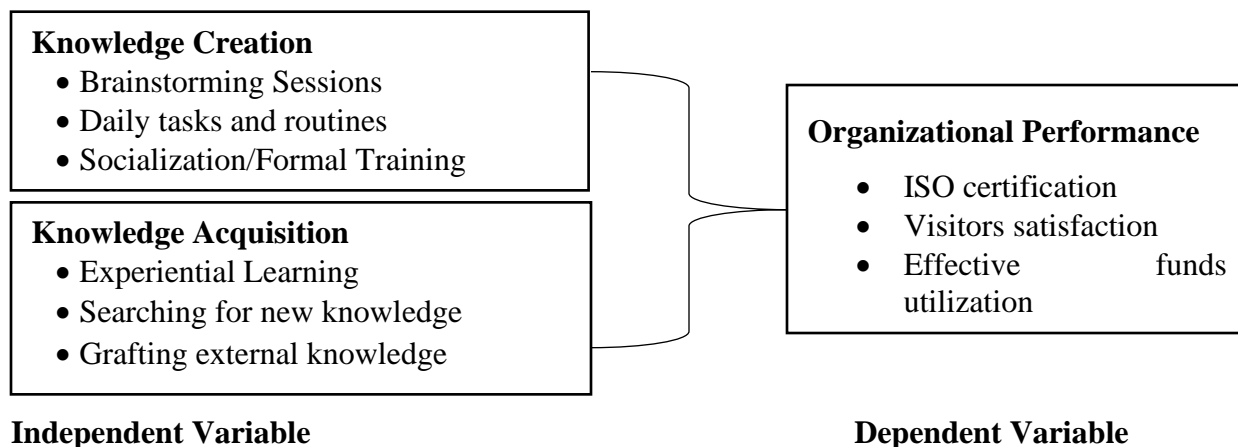 Knowledge Creation
• Brainstorming Sessions
• Daily tasks and routines
• Socialization/Formal Training
Knowledge Acquisition
• Experiential Learning
• Searching for new knowledge
• Grafting external knowledge
Independent Variable
Organizational Performance
• ISO certification
• Visitors satisfaction
• Effective funds
utilization
Dependent Variable